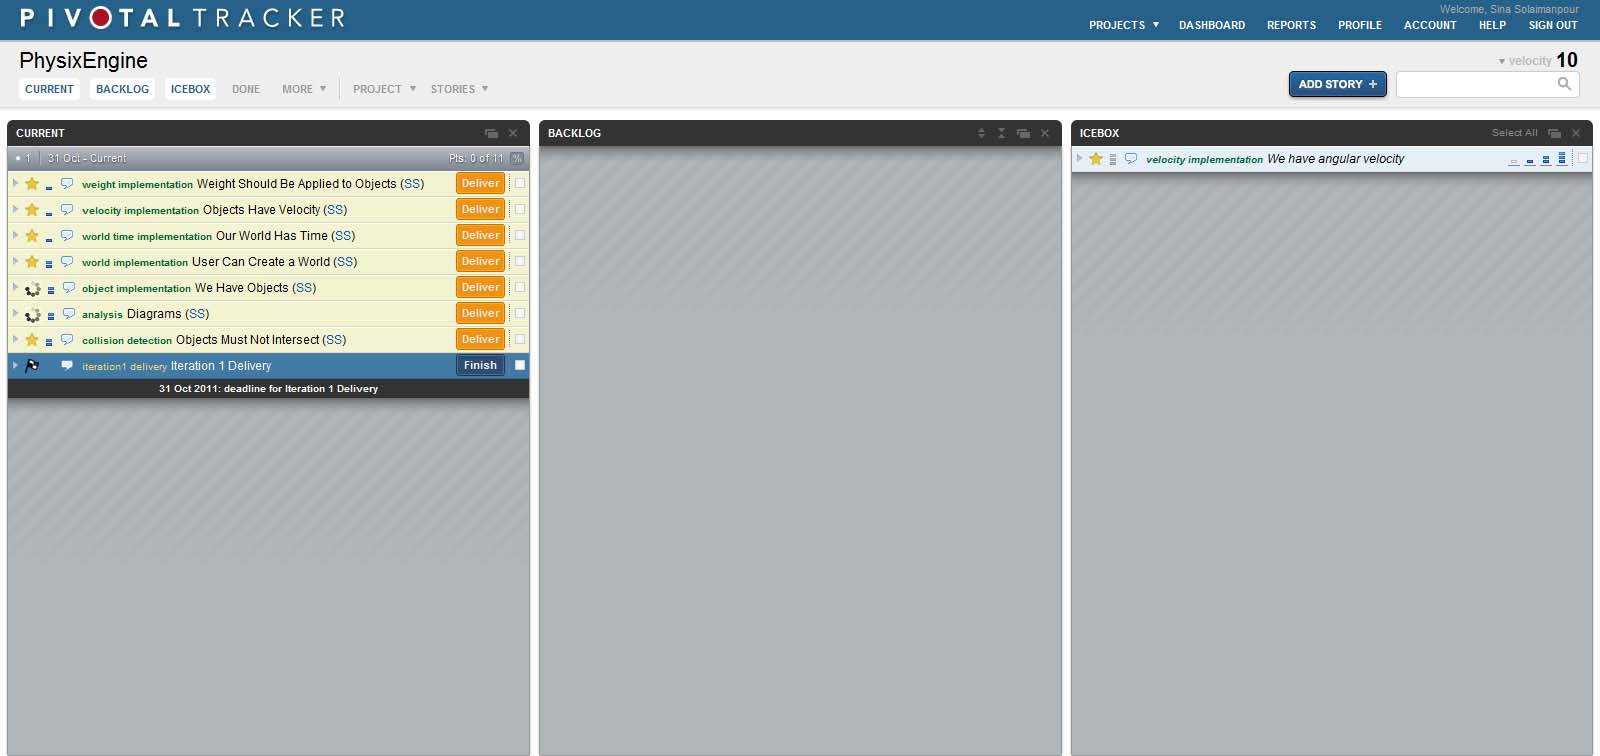 PIVOTAL TRACKER
Welcome, Sina Solaimanpour
PROJECTS DASHBOARD REPORTS PROFILE ACCOUNT HELP SIGN OUT
PhysixEngine
velocity 10
CURRENT BACKLOG ICEBOX DONE MORE PROJECT STORIES
ADD STORY +
CURRENT
1 31 Oct - Current Pts: 0 of 11 %
weight implementation Weight Should Be Applied to Objects (SS) Deliver
velocity implementation Objects Have Velocity (SS) Deliver
world time implementation Our World Has Time (SS) Deliver
world implementation User Can Create a World (SS) Deliver
object implementation We Have Objects (SS) Deliver
analysis Diagrams (SS) Deliver
collision detection Objects Must Not Intersect (SS) Deliver
iteration1 delivery Iteration 1 Delivery Finish
31 Oct 2011: deadline for Iteration 1 Delivery
BACKLOG
ICEBOX Select All
velocity implementation We have angular velocity